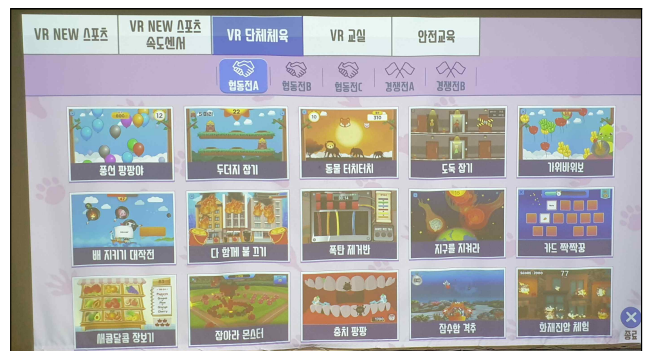 VR NEW 스포츠
VR NEW 스포츠
속도센서
VR 단체체육
VR 교실
안전교육
협동전A
협동전B
협동전C
경쟁전A
경쟁전B
풍선 팡팡야
두더지 잡기
동물 터치터치
도둑 잡기
가위바위보
배 지키기 대작전
다 함께 불 끄기
폭탄 제거반
지구를 지켜라
카드 짝짝꿍
새콤달콤 장보기
잡아라 몬스터
충치 팡팡
잠수함 격추
화재진압 체험
종료